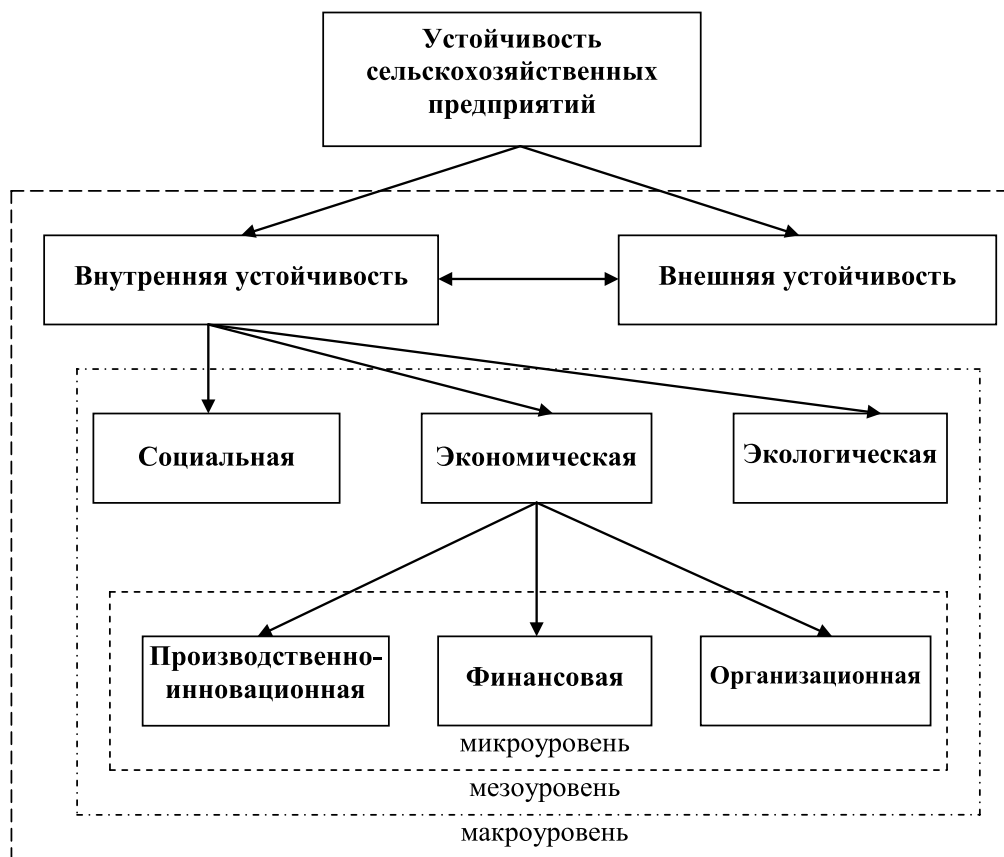 Устойчивость
сельскохозяйственных
предприятий
Внутренняя устойчивость
Внешняя устойчивость
Социальная
Экономическая
Экологическая
Производственно-
инновационная
Финансовая
Организационная
микроуровень
мезоуровень
макроуровень